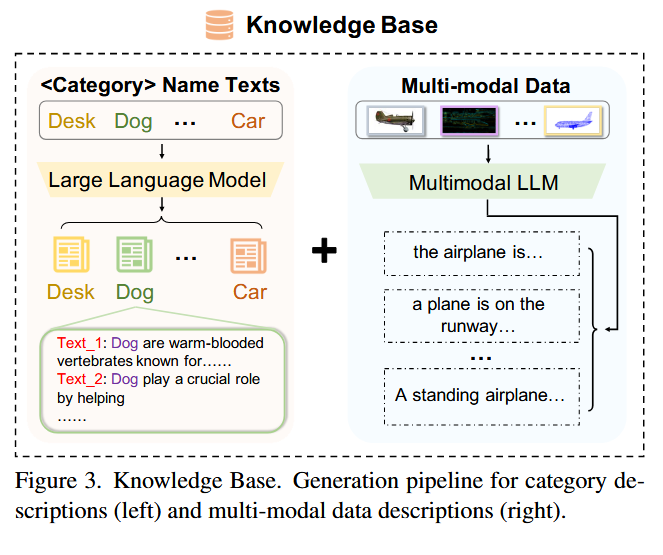 Knowledge Base
<Category> Name Texts
Desk Dog ... Car
Large Language Model
Desk Dog ... Car
Text_1: Dog are warm-blooded
vertebrates known for......
Text_2: Dog play a crucial role
by helping
......
+
Multi-modal Data
...
Multimodal LLM
the airplane is...
a plane is on the
runway...
...
A standing airplane...
Figure 3. Knowledge Base. Generation pipeline for category de-
scriptions (left) and multi-modal data descriptions (right).